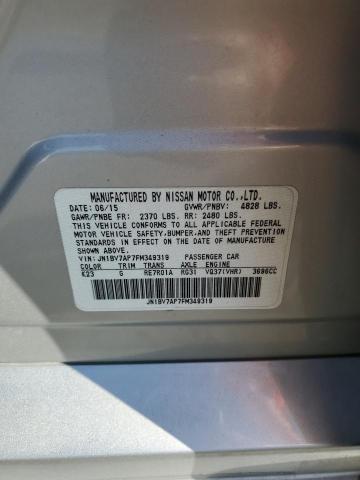 MANUFACTURED BY NISSAN MOTOR CO.,LTD.
DATE: 06/15 GVWR/PNBV: 4828 LBS.
GAWR/PNBE FR: 2370 LBS. RR: 2480 LBS.
THIS VEHICLE CONFORMS TO ALL APPLICABLE FEDERAL
MOTOR VEHICLE SAFETY, BUMPER, AND THEFT PREVENTION
STANDARDS IN EFFECT ON THE DATE OF MANUFACTURE
SHOWN ABOVE.
VIN: JN1BV7AP7FM349319 PASSENGER CAR
COLOR TRIM TRANS AXLE ENGINE
K23 G RE7R01A RG31 VQ37(VHR) 3696CC
JN1BV7AP7FM349319